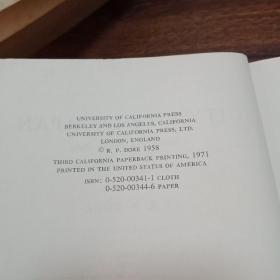 UNIVERSITY OF CALIFORNIA PRESS
BERKELEY AND LOS ANGELES, CALIFORNIA
UNIVERSITY OF CALIFORNIA PRESS, LTD.
LONDON, ENGLAND
© R. P. DORE 1958
THIRD CALIFORNIA PAPERBACK PRINTING, 1971
PRINTED IN THE UNITED STATES OF AMERICA
ISBN: 0-520-00341-1 CLOTH
0-520-00344-6 PAPER